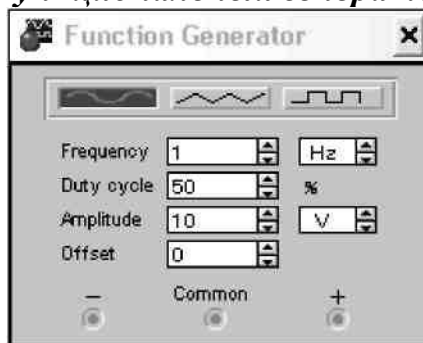 Function Generator
Frequency 1 Hz
Duty cycle 50 %
Amplitude 10 V
Offset 0
− Common +